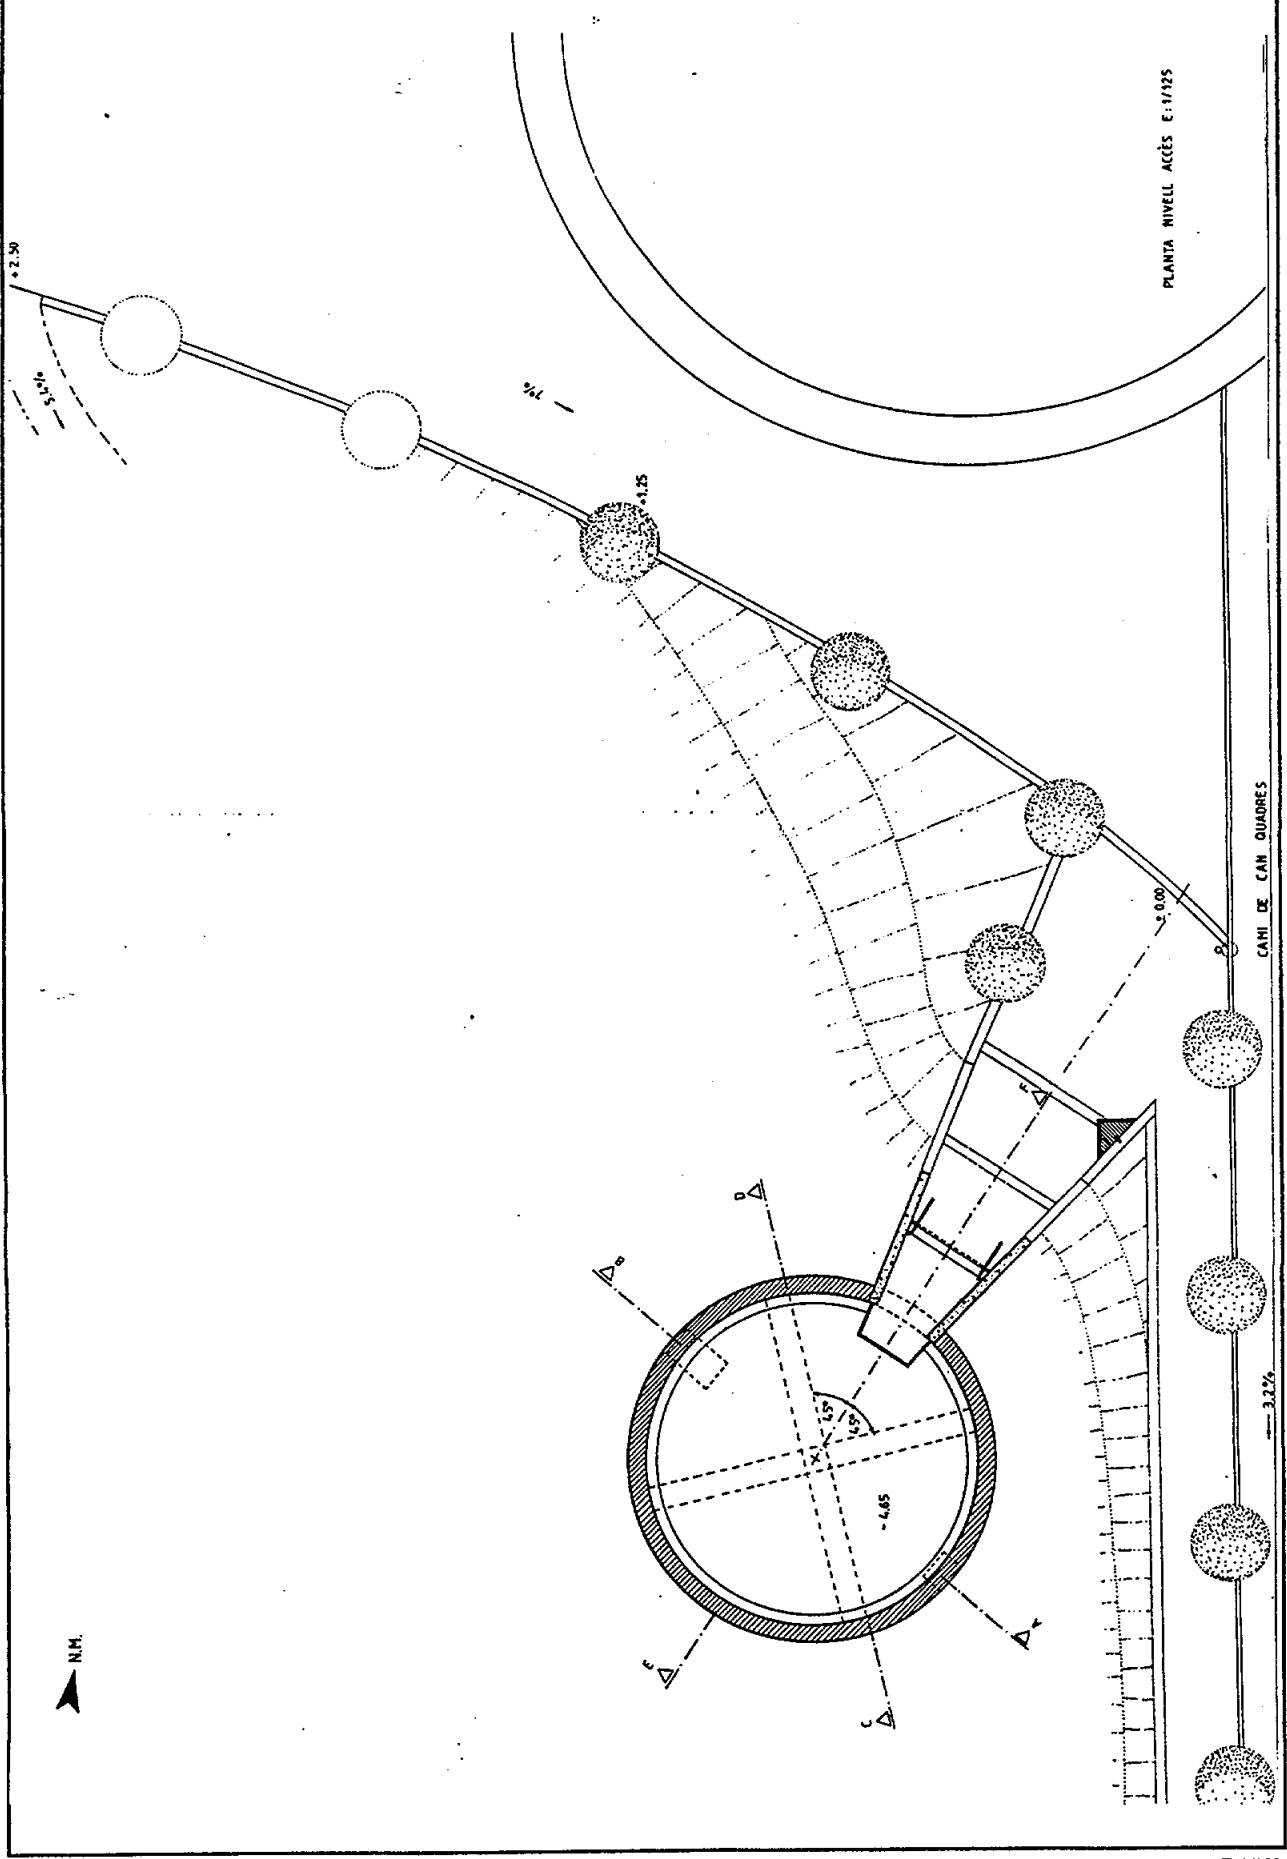 PLANTA NIVELL ACCÈS E:1/125
+2.50
5.4%
7%
+1.25
± 0.00
CAMI DE CAN QUADRES
F
D
B
45°
45°
X
- 4.65
E
C
A
3.2%
N.M.